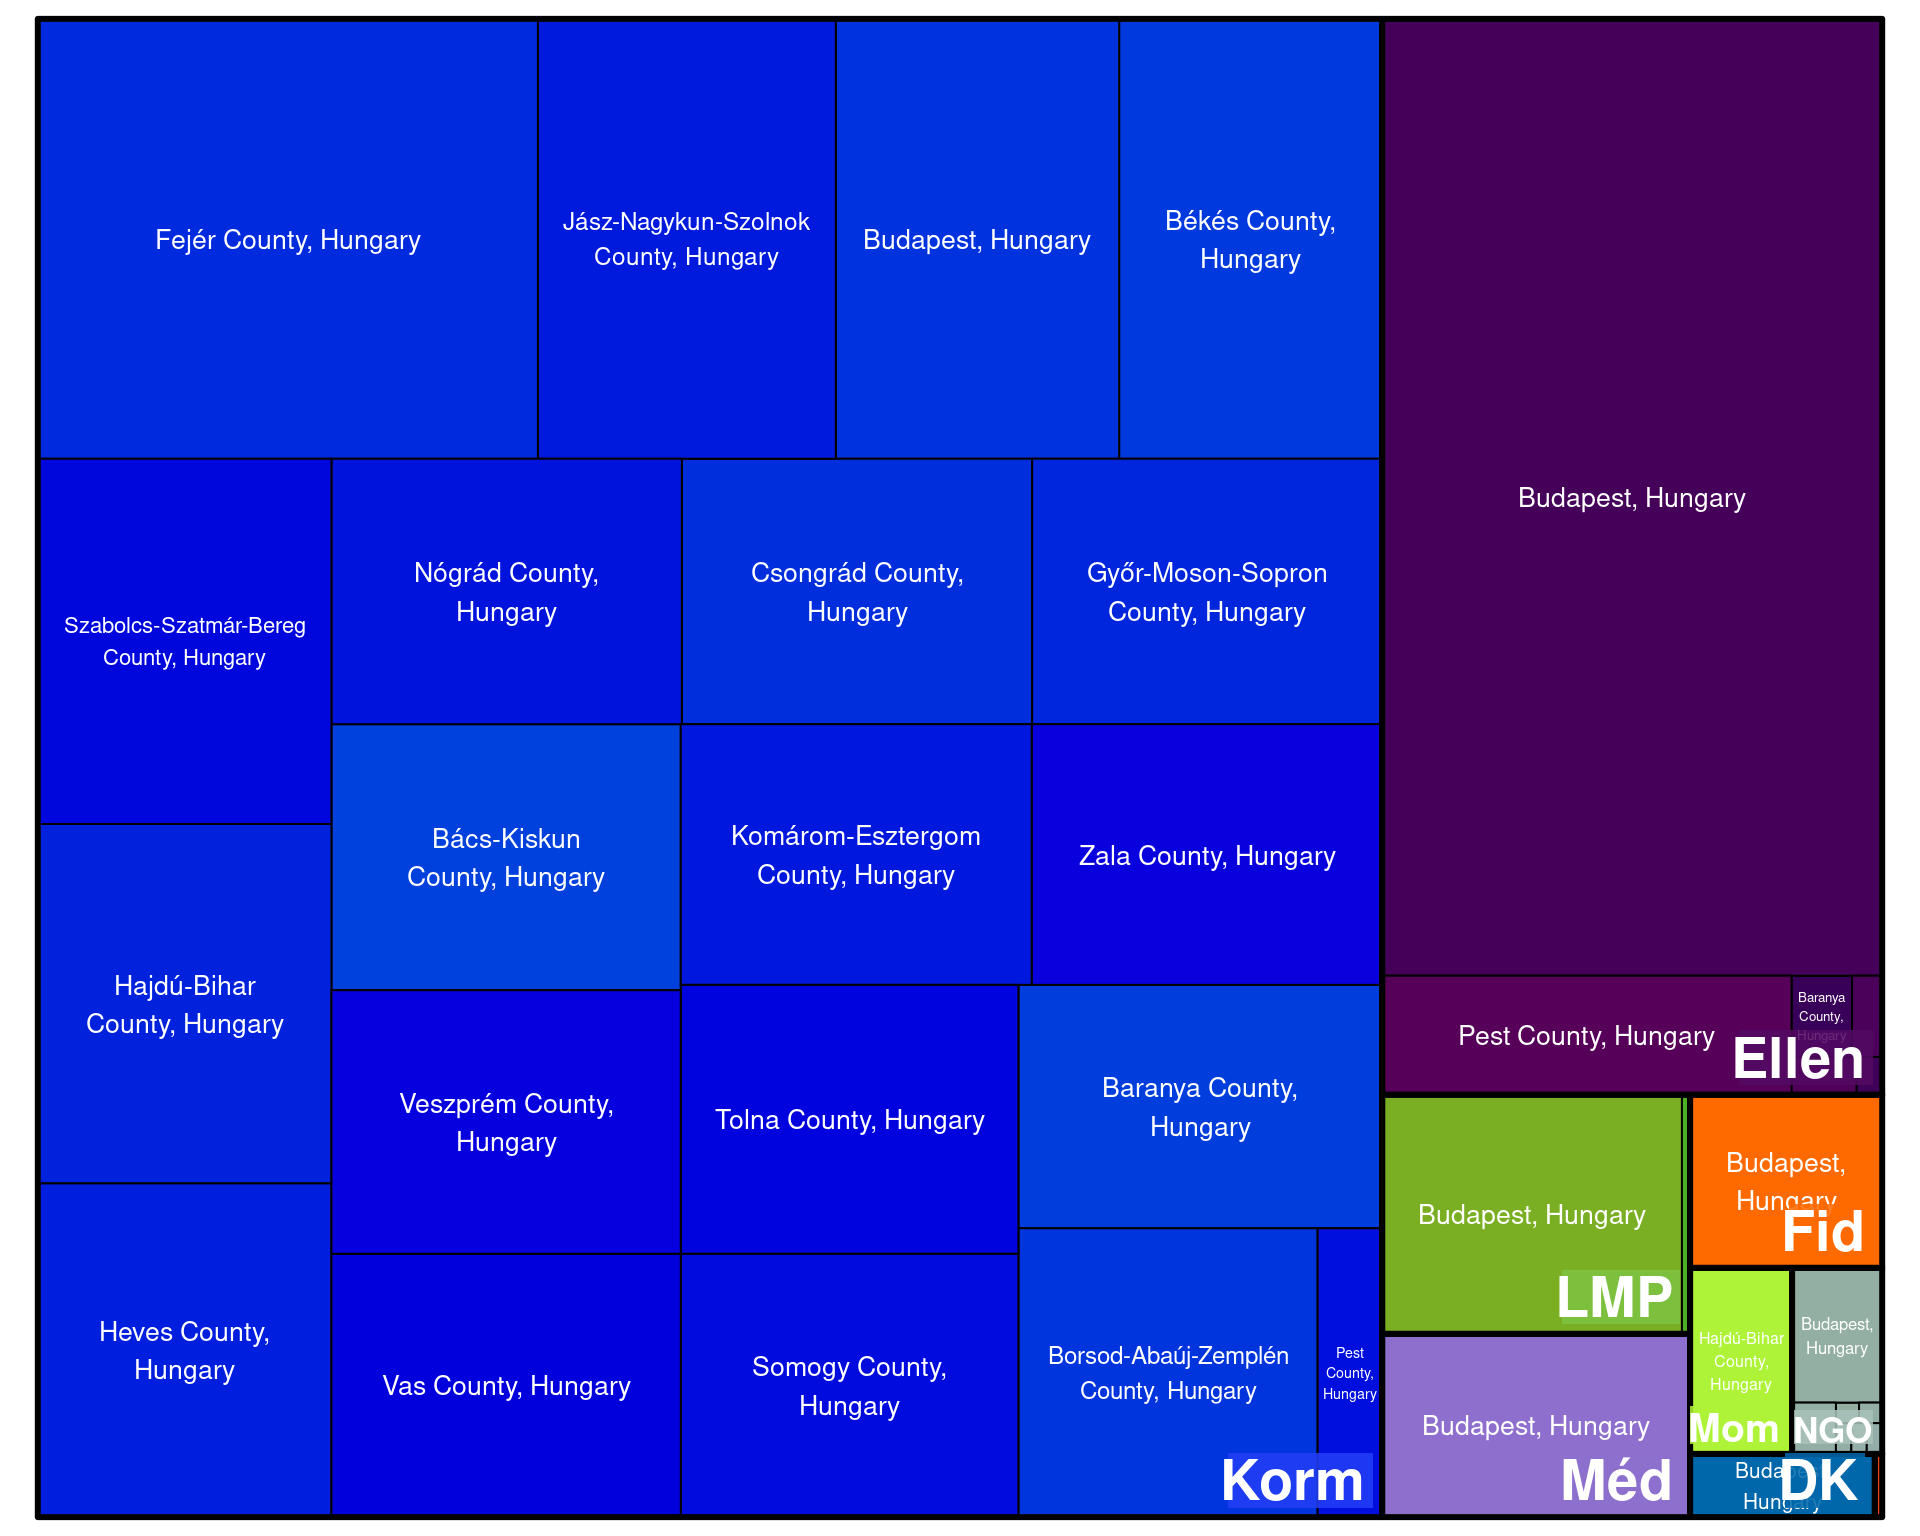 Fejér County, Hungary
Jász-Nagykun-Szolnok
County, Hungary
Budapest, Hungary
Békés County,
Hungary
Szabolcs-Szatmár-Bereg
County, Hungary
Nógrád County,
Hungary
Csongrád County,
Hungary
Győr-Moson-Sopron
County, Hungary
Hajdú-Bihar
County, Hungary
Bács-Kiskun
County, Hungary
Komárom-Esztergom
County, Hungary
Zala County, Hungary
Heves County,
Hungary
Veszprém County,
Hungary
Tolna County, Hungary
Baranya County,
Hungary
Vas County, Hungary
Somogy County,
Hungary
Borsod-Abaúj-Zemplén
County, Hungary
Pest
County,
Hungary
Korm
Budapest, Hungary
Pest County, Hungary
Baranya
County,
Hungary
Ellen
Budapest, Hungary
LMP
Budapest,
Hungary
Fid
Budapest, Hungary
Méd
Hajdú-Bihar
County,
Hungary
Mom
Budapest,
Hungary
NGO
Budapest,
Hungary
DK